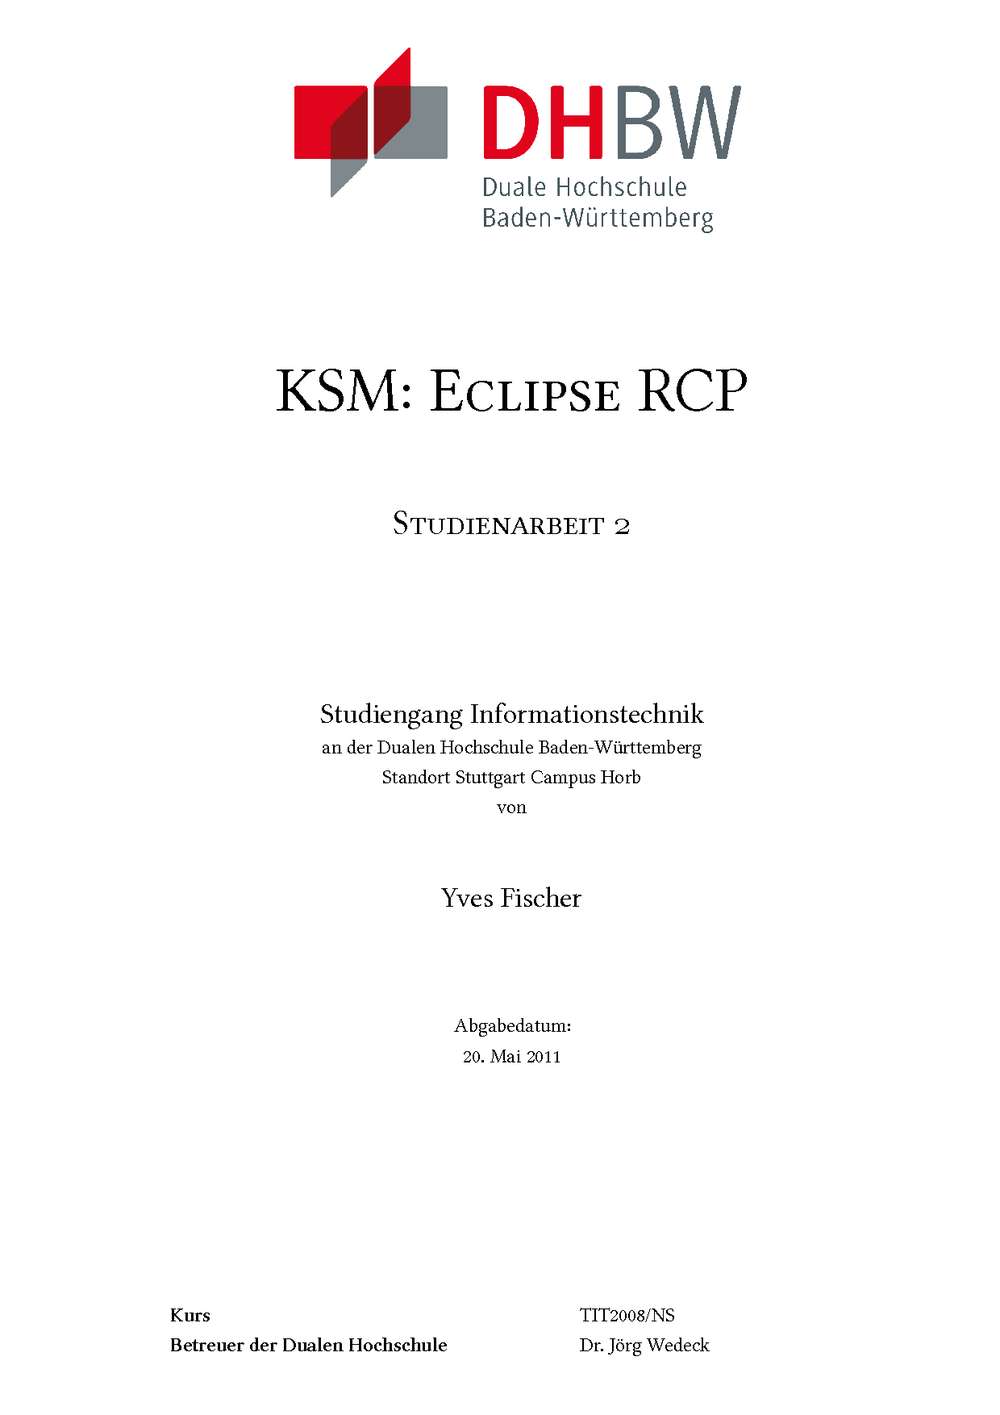 DHBW
Duale Hochschule
Baden-Württemberg
KSM: Eclipse RCP
Studienarbeit 2
Studiengang Informationstechnik
an der Dualen Hochschule Baden-Württemberg
Standort Stuttgart Campus Horb
von
Yves Fischer
Abgabedatum:
20. Mai 2011
Kurs TIT2008/NS
Betreuer der Dualen Hochschule Dr. Jörg Wedeck